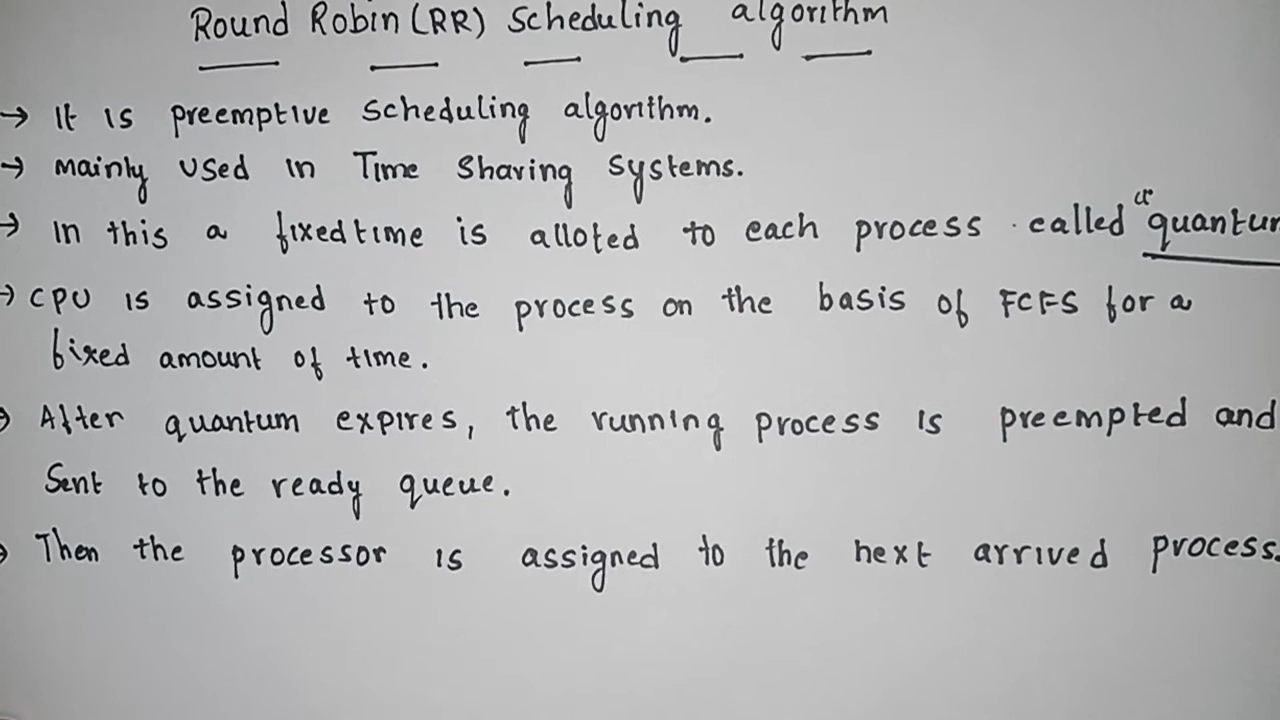 Round Robin (RR) Scheduling algorithm
→ It is preemptive scheduling algorithm.
→ mainly used in Time Sharing Systems.
→ In this a fixed time is alloted to each process called "quantum
→ CPU is assigned to the process on the basis of FCFS for a
fixed amount of time.
→ After quantum expires, the running process is preempted and
Sent to the ready queue.
→ Then the processor is assigned to the next arrived process.